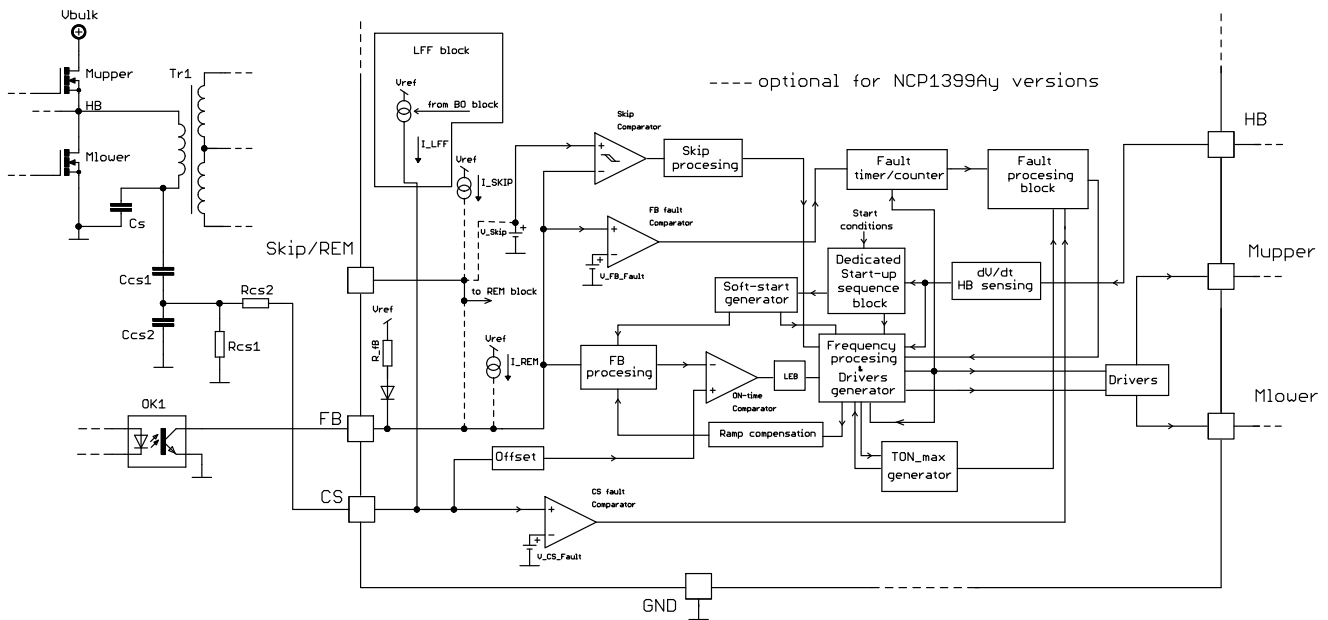 Vbulk
Mupper
Tr1
HB
Mlower
Cs
Ccs1
Rcs2
Ccs2
Rcs1
OK1
LFF block
Vref
from BO block
I_LFF
Vref
I_SKIP
---- optional for NCP1399Ay versions
Skip
Comparator
+
-
Skip
procesing
Fault
timer/counter
Fault
procesing
block
HB
V_Skip
+
FB fault
Comparator
+
-
+
V_FB_Fault
Start
conditions
Skip/REM
to REM block
Dedicated
Start-up
sequence
block
dV/dt
HB sensing
Mupper
Soft-start
generator
Vref
R_fB
Vref
I_REM
FB
procesing
-
+
ON-time
Comparator
LEB
Frequency
procesing
&
Drivers
generator
Drivers
Mlower
FB
Ramp compensation
Offset
TON_max
generator
CS
CS fault
Comparator
+
-
+
V_CS_Fault
GND